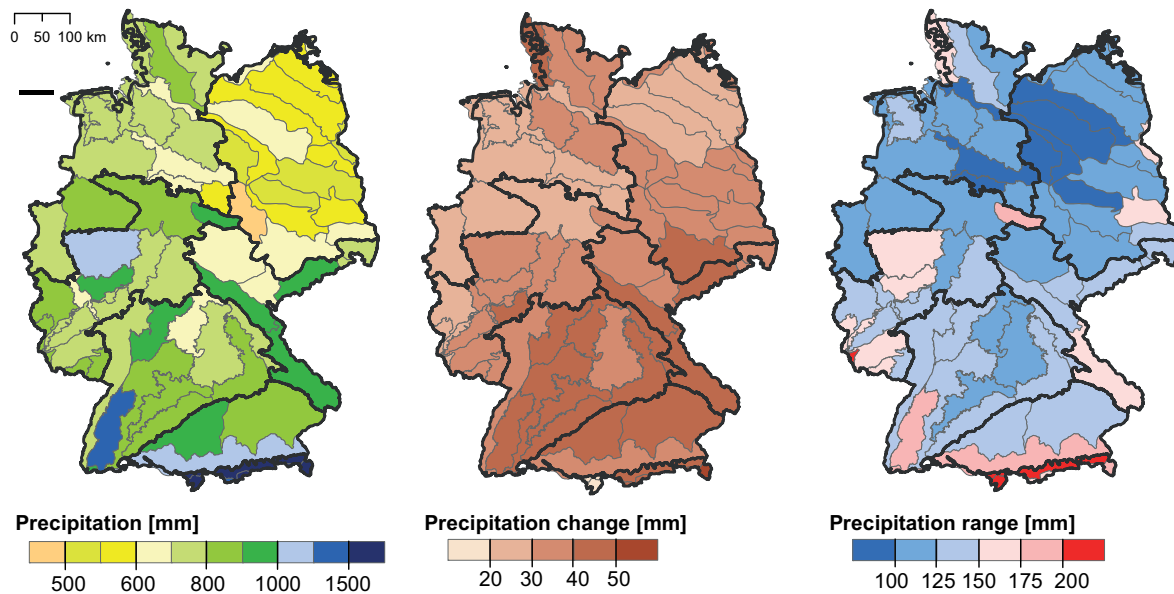 0 50 100 km
Precipitation [mm]
500 600 800 1000 1500
Precipitation change [mm]
20 30 40 50
Precipitation range [mm]
100 125 150 175 200